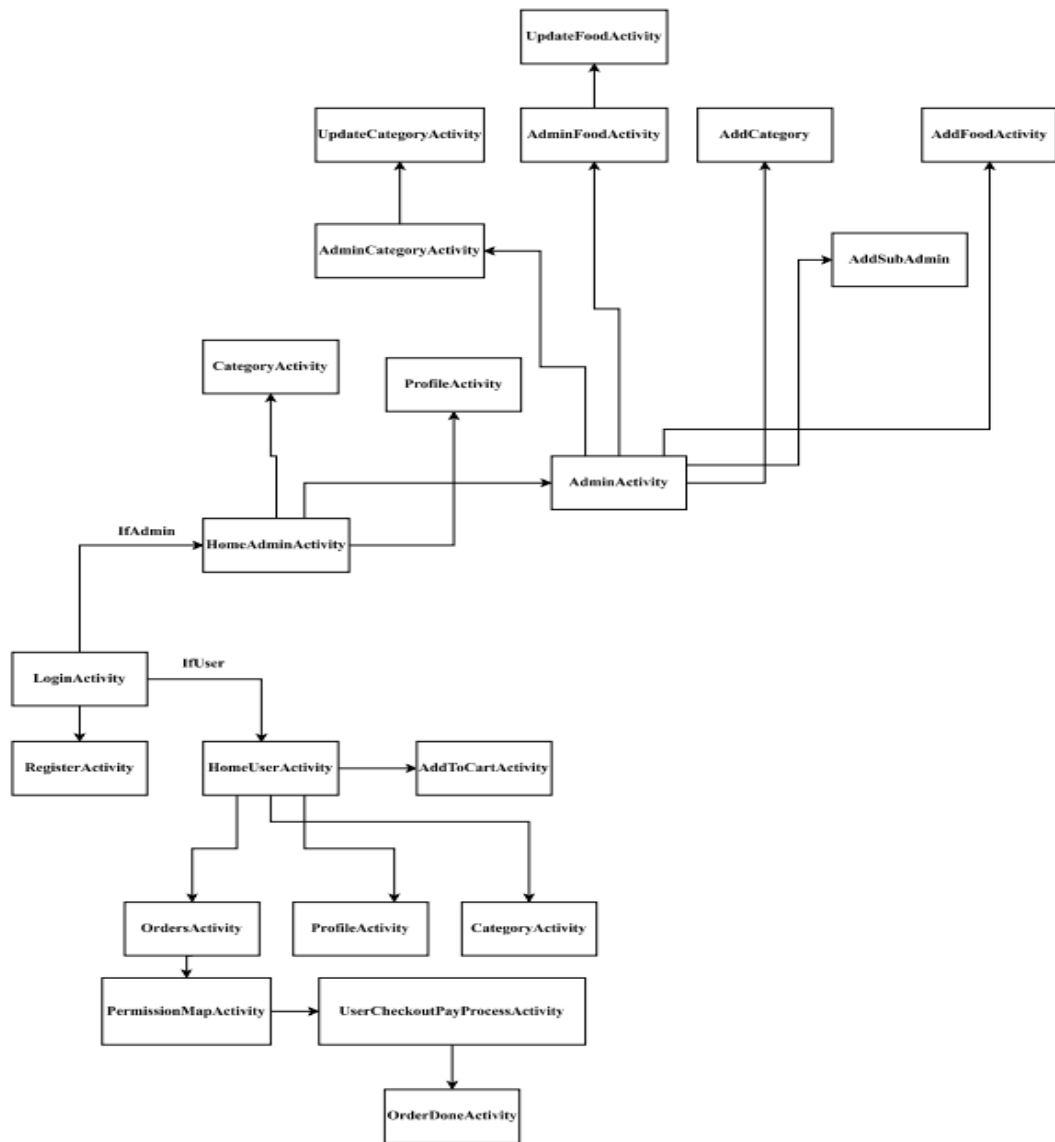 UpdateFoodActivity
UpdateCategoryActivity
AdminFoodActivity
AddCategory
AddFoodActivity
AdminCategoryActivity
AddSubAdmin
CategoryActivity
ProfileActivity
AdminActivity
IfAdmin
HomeAdminActivity
IfUser
LoginActivity
RegisterActivity
HomeUserActivity
AddToCartActivity
OrdersActivity
ProfileActivity
CategoryActivity
PermissionMapActivity
UserCheckoutPayProcessActivity
OrderDoneActivity